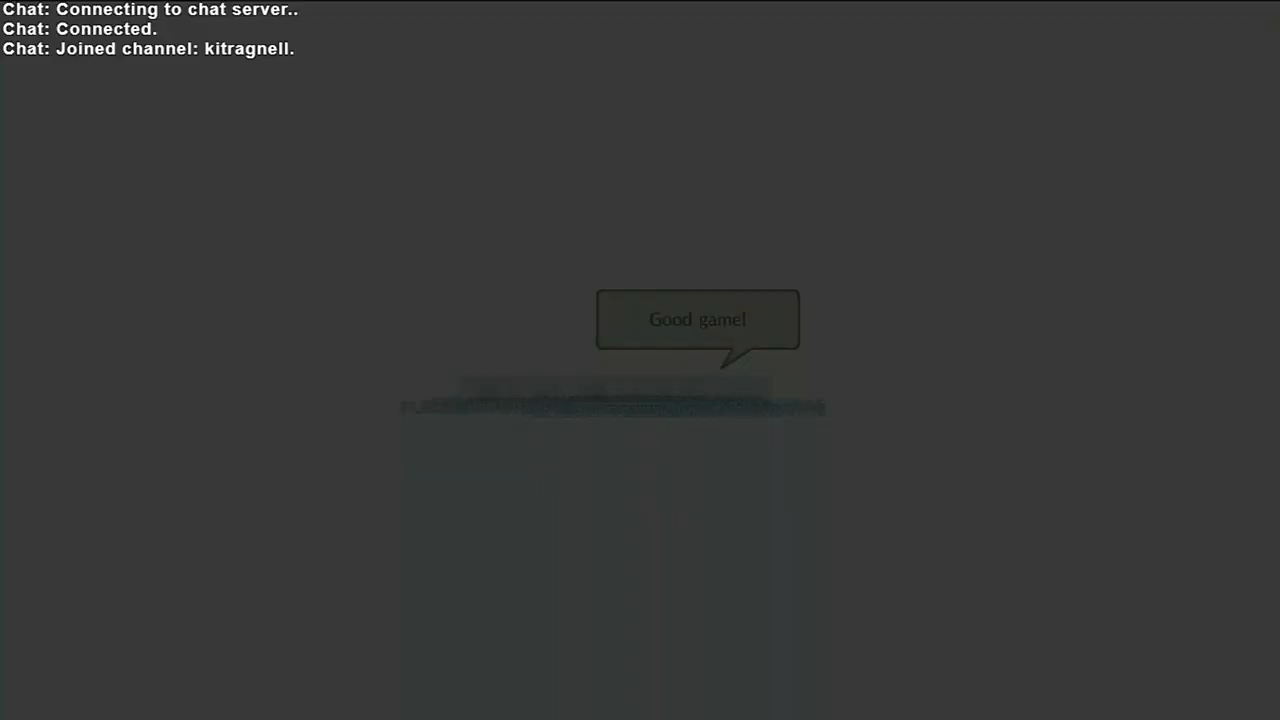 Chat: Connecting to chat server..
Chat: Connected.
Chat: Joined channel: kitragnell.
Good game!